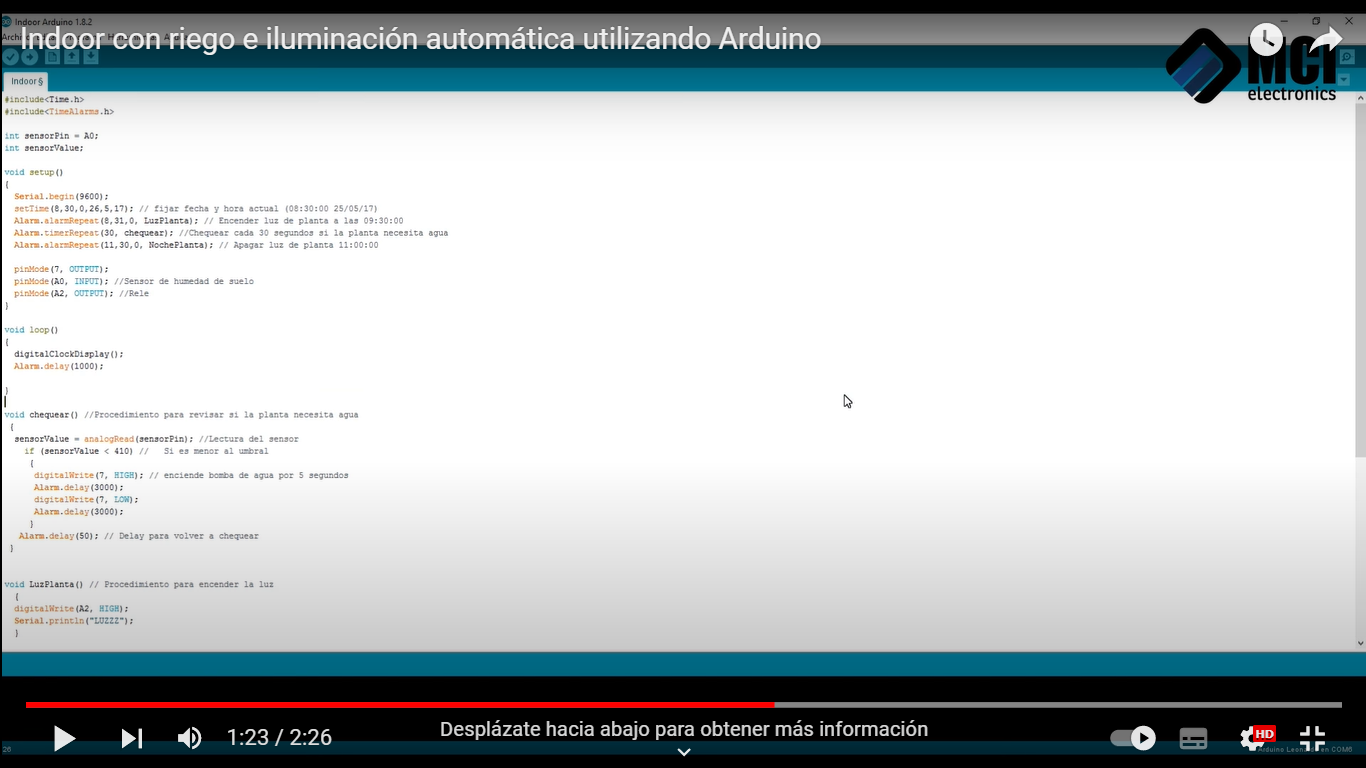 Indoor Arduino 1.8.2
Indoor con riego e iluminación automática utilizando Arduino
MCI
electronics
Indoor §
#include<Time.h>
#include<TimeAlarms.h>
int sensorPin = A0;
int sensorValue;
void setup()
{
Serial.begin(9600);
setTime(8,30,0,26,5,17); // fijar fecha y hora actual (08:30:00 25/05/17)
Alarm.alarmRepeat(8,31,0, LuzPlanta); // Encender luz de planta a las 09:30:00
Alarm.timerRepeat(30, chequear); //Chequear cada 30 segundos si la planta necesita agua
Alarm.alarmRepeat(11,30,0, NochePlanta); // Apagar luz de planta 11:00:00
pinMode(7, OUTPUT);
pinMode(A0, INPUT); //Sensor de humedad de suelo
pinMode(A2, OUTPUT); //Rele
}
void loop()
{
digitalClockDisplay();
Alarm.delay(1000);
}
void chequear() //Procedimiento para revisar si la planta necesita agua
{
sensorValue = analogRead(sensorPin); //Lectura del sensor
if (sensorValue < 410) // Si es menor al umbral
{
digitalWrite(7, HIGH); // enciende bomba de agua por 5 segundos
Alarm.delay(3000);
digitalWrite(7, LOW);
Alarm.delay(3000);
}
Alarm.delay(50); // Delay para volver a chequear
}
void LuzPlanta() // Procedimiento para encender la luz
{
digitalWrite(A2, HIGH);
Serial.println("LUZZZ");
}
1:23 / 2:26
Desplázate hacia abajo para obtener más información
HD
26
Arduino Leonardo en COM6